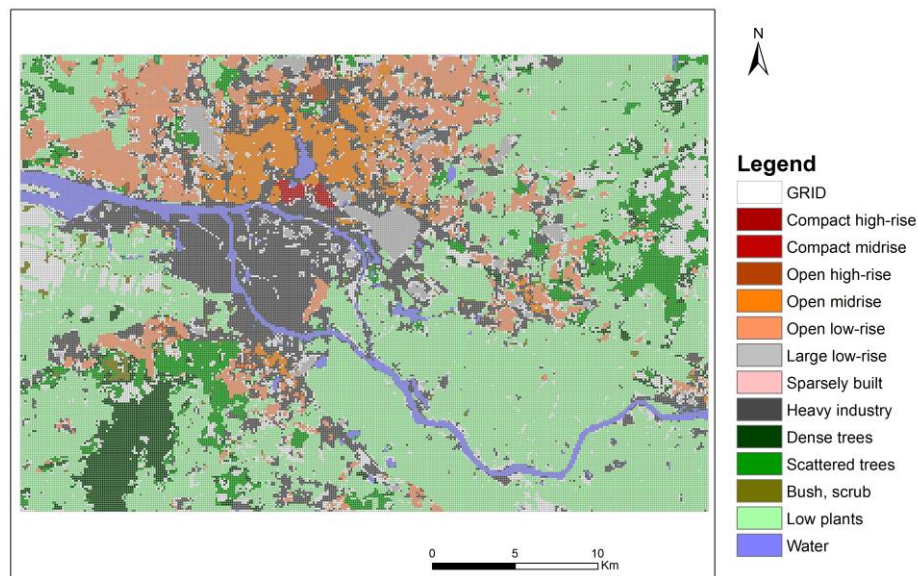 N
Legend
GRID
Compact high-rise
Compact midrise
Open high-rise
Open midrise
Open low-rise
Large low-rise
Sparsely built
Heavy industry
Dense trees
Scattered trees
Bush, scrub
Low plants
Water
0 5 10
Km